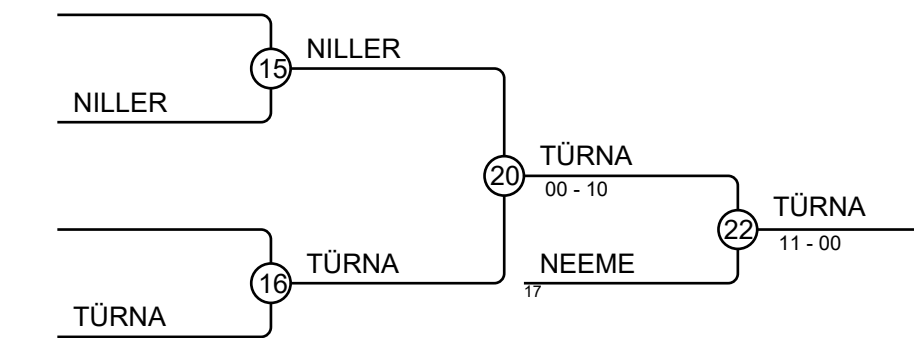 NILLER
15
NILLER
TÜRNA
20
00 - 10
TÜRNA
22
11 - 00
TÜRNA
16
NEEME
17
TÜRNA